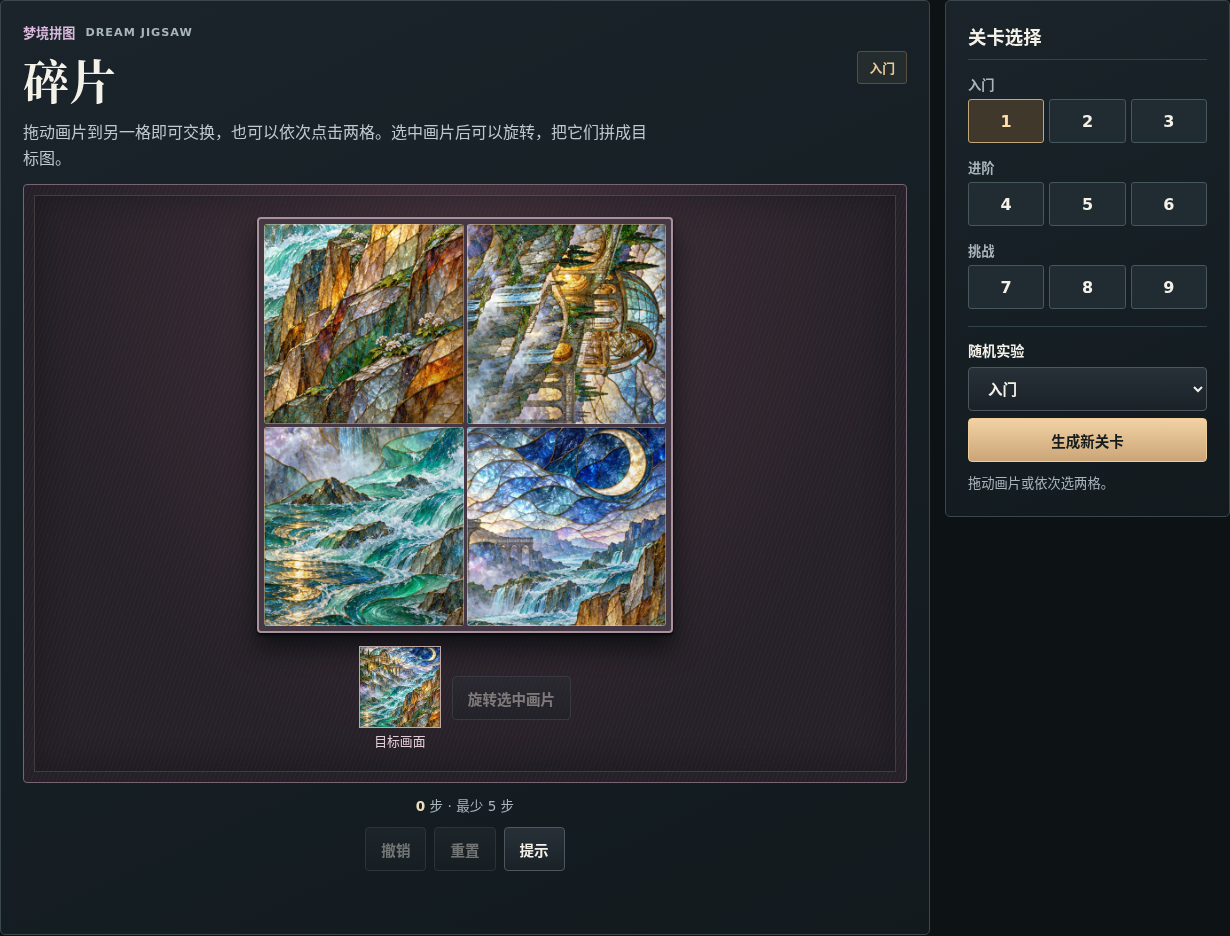 梦境拼图 DREAM JIGSAW
碎片
入门
拖动画片到另一格即可交换，也可以依次点击两格。选中画片后可以旋转，把它们拼成目
标图。
旋转选中画片
目标画面
0 步 · 最少 5 步
撤销 重置 提示
关卡选择
入门
1 2 3
进阶
4 5 6
挑战
7 8 9
随机实验
入门
生成新关卡
拖动画片或依次选两格。